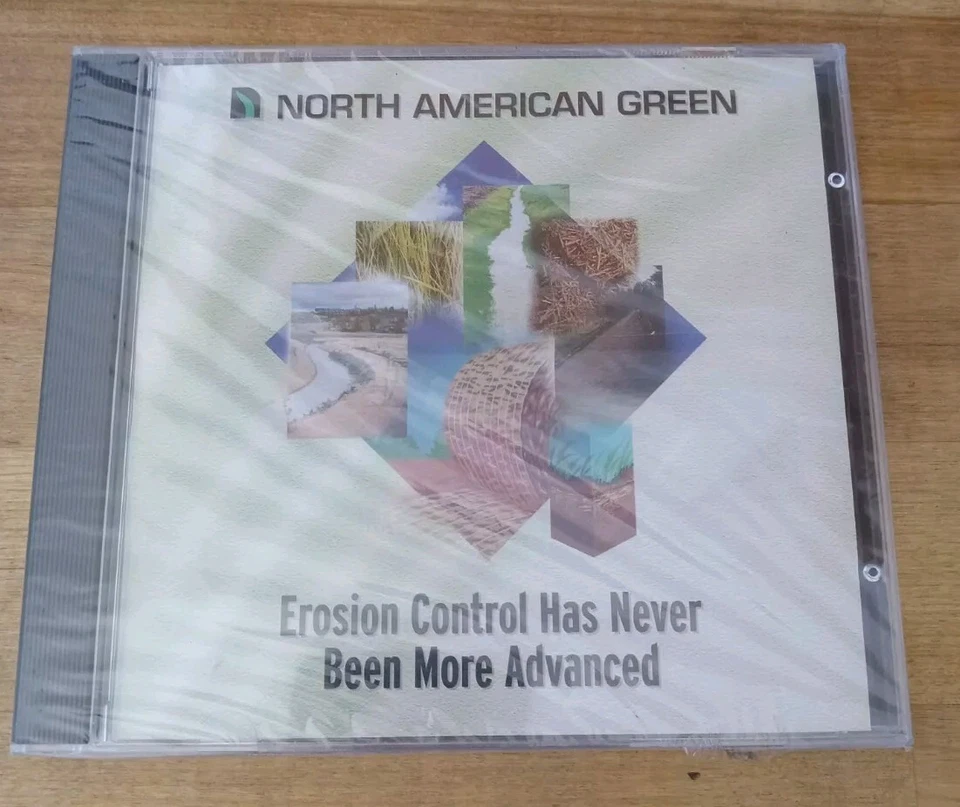 NORTH AMERICAN GREEN
Erosion Control Has Never
Been More Advanced